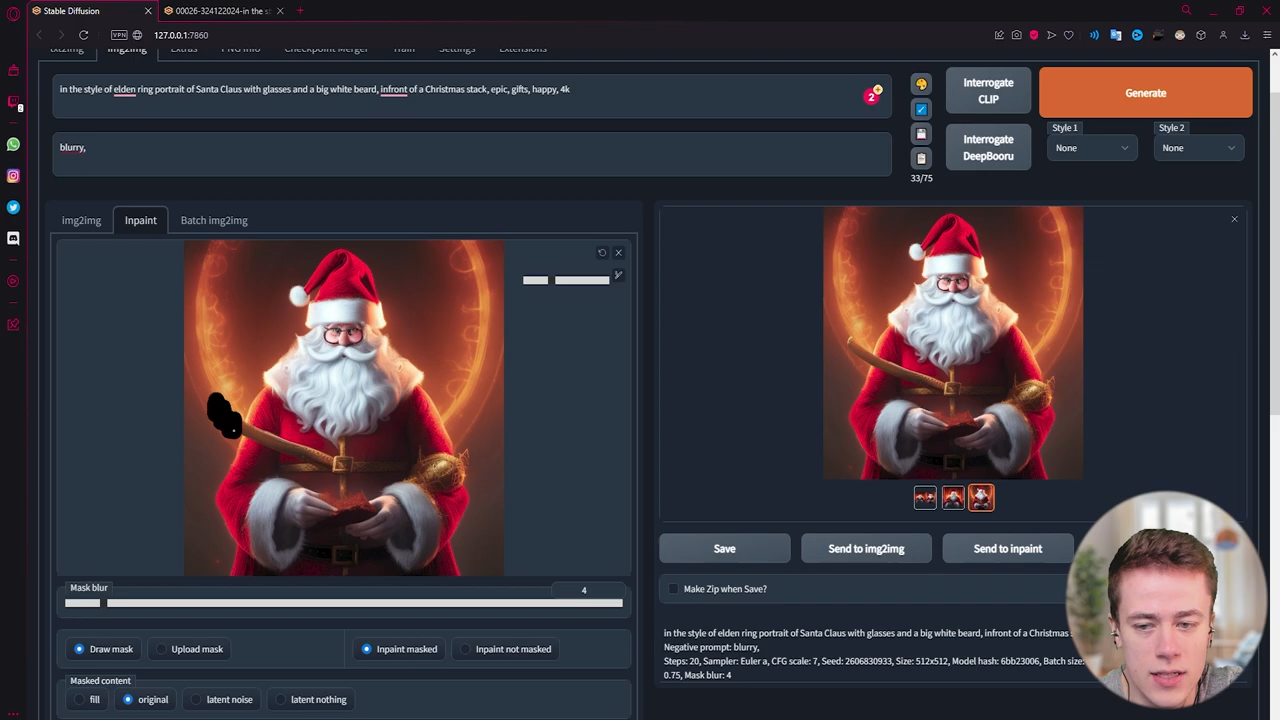 Stable Diffusion
00026-324122024-in the s
VPN
127.0.0.1:7860
txt2img
img2img
Extras
PNG Info
Checkpoint Merger
Train
Settings
Extensions
in the style of elden ring portrait of Santa Claus with glasses and a big white beard, infront of a Christmas stack, epic, gifts, happy, 4k
2
blurry,
33/75
Interrogate
CLIP
Interrogate
DeepBooru
Generate
Style 1
None
Style 2
None
img2img
Inpaint
Batch img2img
Mask blur
4
Draw mask
Upload mask
Inpaint masked
Inpaint not masked
Masked content
fill
original
latent noise
latent nothing
Save
Send to img2img
Send to inpaint
Make Zip when Save?
in the style of elden ring portrait of Santa Claus with glasses and a big white beard, infront of a Christmas s
Negative prompt: blurry,
Steps: 20, Sampler: Euler a, CFG scale: 7, Seed: 2606830933, Size: 512x512, Model hash: 6bb23006, Batch size:
0.75, Mask blur: 4
2